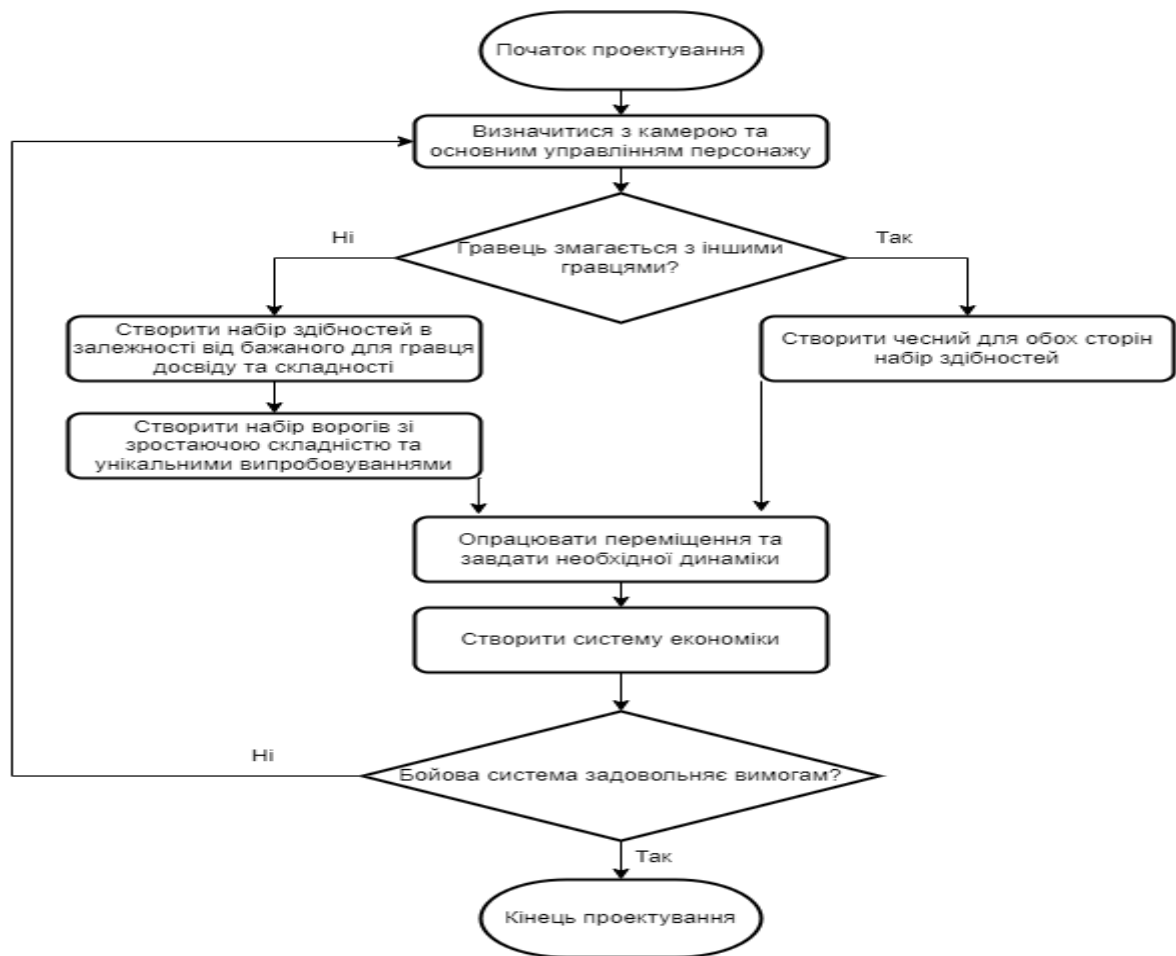 Початок проектування
Визначитися з камерою та
основним управлінням персонажу
Ні
Так
Гравець змагається з іншими
гравцями?
Створити набір здібностей в
залежності від бажаного для гравця
досвіду та складності
Створити чесний для обох сторін
набір здібностей
Створити набір ворогів зі
зростаючою складністю та
унікальними випробовуваннями
Опрацювати переміщення та
завдати необхідної динаміки
Створити систему економіки
Ні
Бойова система задовольняє вимогам?
Так
Кінець проектування